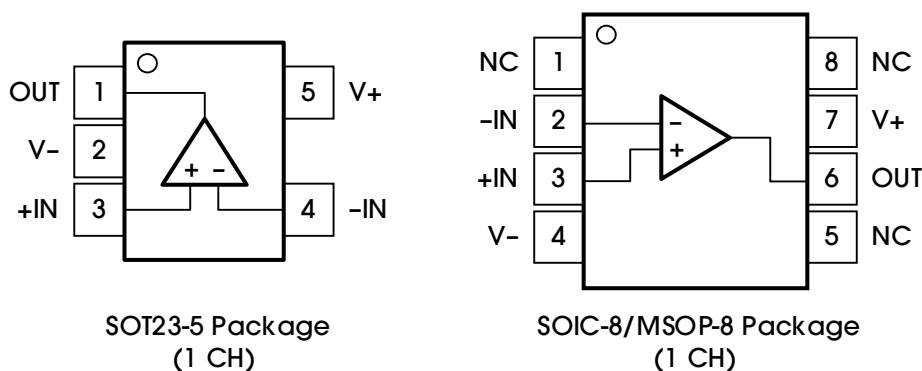 OUT 1
V− 2
+IN 3
5 V+
4 −IN
+ −
SOT23-5 Package
(1 CH)
NC 1
−IN 2
+IN 3
V− 4
8 NC
7 V+
6 OUT
5 NC
−
+
SOIC-8/MSOP-8 Package
(1 CH)